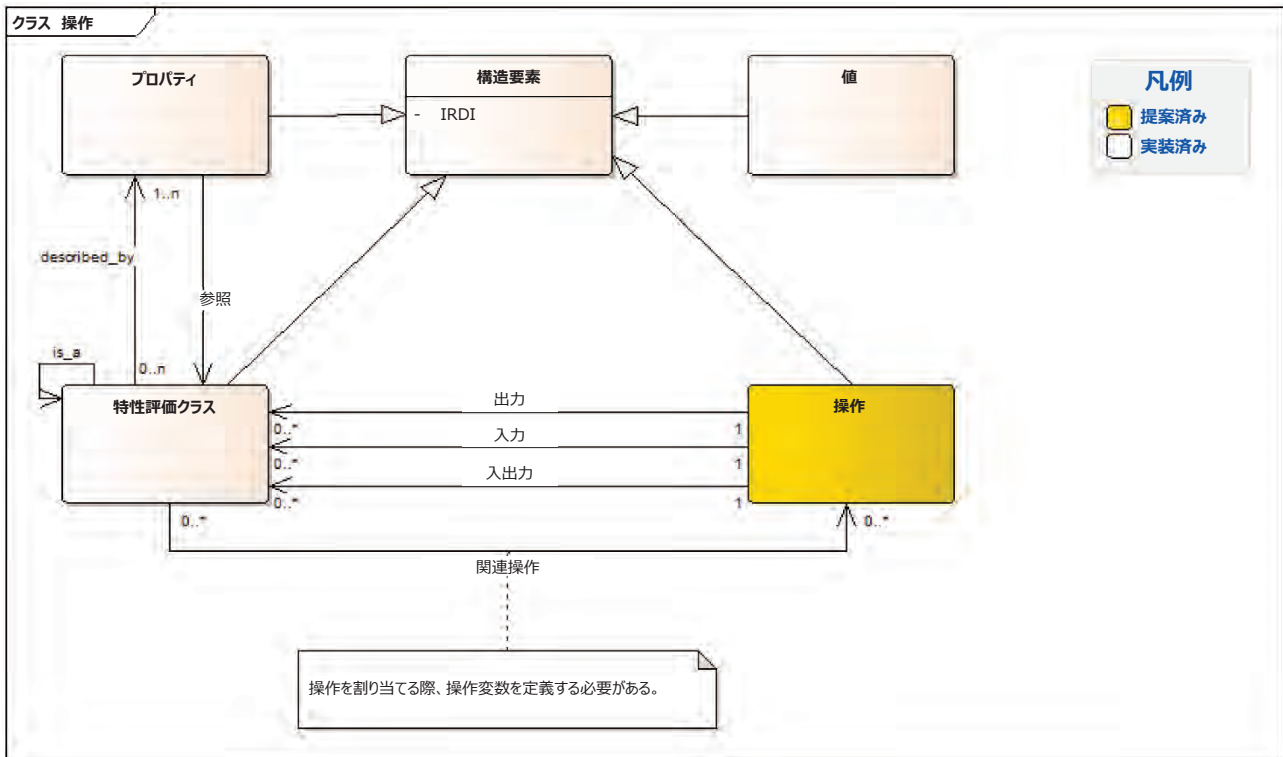 クラス 操作
プロパティ
構造要素
- IRDI
値
凡例
提案済み
実装済み
1..n
described_by
参照
is_a
0..n
特性評価クラス
出力
0..*
1
入力
0..*
1
入出力
0..*
1
操作
0..*
0..*
関連操作
操作を割り当てる際、操作変数を定義する必要がある。